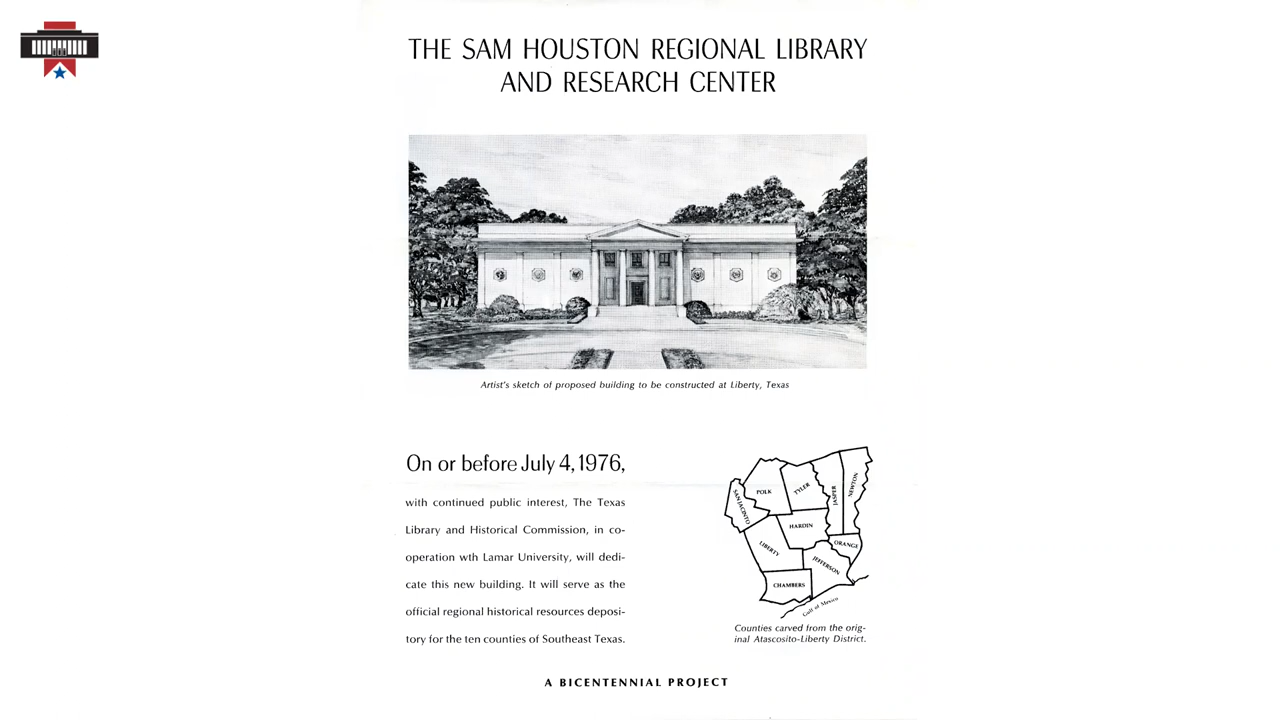 THE SAM HOUSTON REGIONAL LIBRARY
AND RESEARCH CENTER
Artist's sketch of proposed building to be constructed at Liberty, Texas
On or before July 4, 1976,
with continued public interest, The Texas
Library and Historical Commission, in co-
operation wth Lamar University, will dedi-
cate this new building. It will serve as the
official regional historical resources deposi-
tory for the ten counties of Southeast Texas.
SAN JACINTO
POLK
TYLER
JASPER
NEWTON
HARDIN
LIBERTY
ORANGE
JEFFERSON
CHAMBERS
Gulf of Mexico
Counties carved from the orig-
inal Atascosito-Liberty District.
A BICENTENNIAL PROJECT